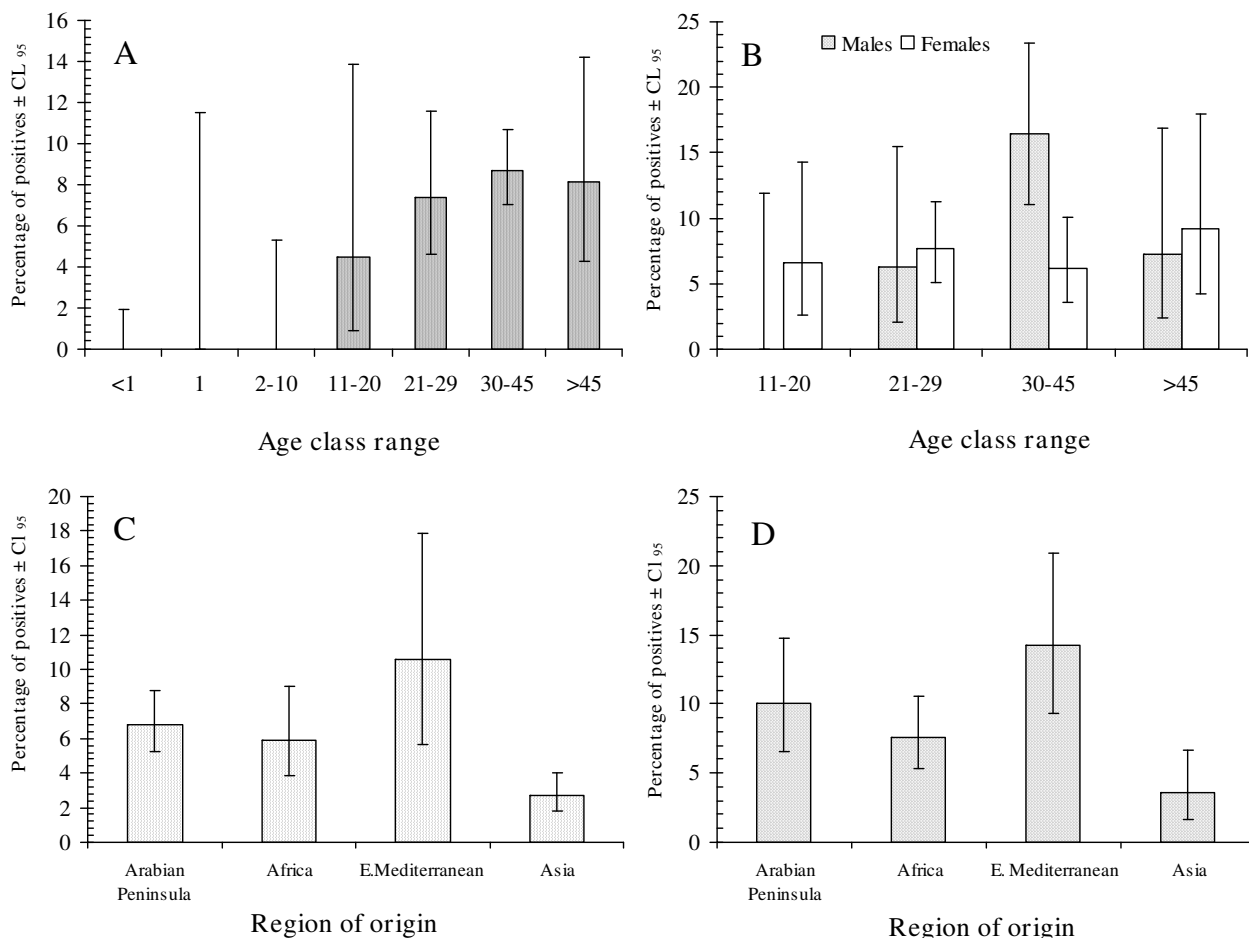 A
Percentage of positives ± CL 95
16
14
12
10
8
6
4
2
0
<1 1 2-10 11-20 21-29 30-45 >45
Age class range
B
Males Females
Percentage of positives ± CL 95
25
20
15
10
5
0
11-20 21-29 30-45 >45
Age class range
C
Percentage of positives ± Cl 95
20
18
16
14
12
10
8
6
4
2
0
Arabian Africa E.Mediterranean Asia
Peninsula
Region of origin
D
Percentage of positives ± Cl 95
25
20
15
10
5
0
Arabian Africa E. Mediterranean Asia
Peninsula
Region of origin